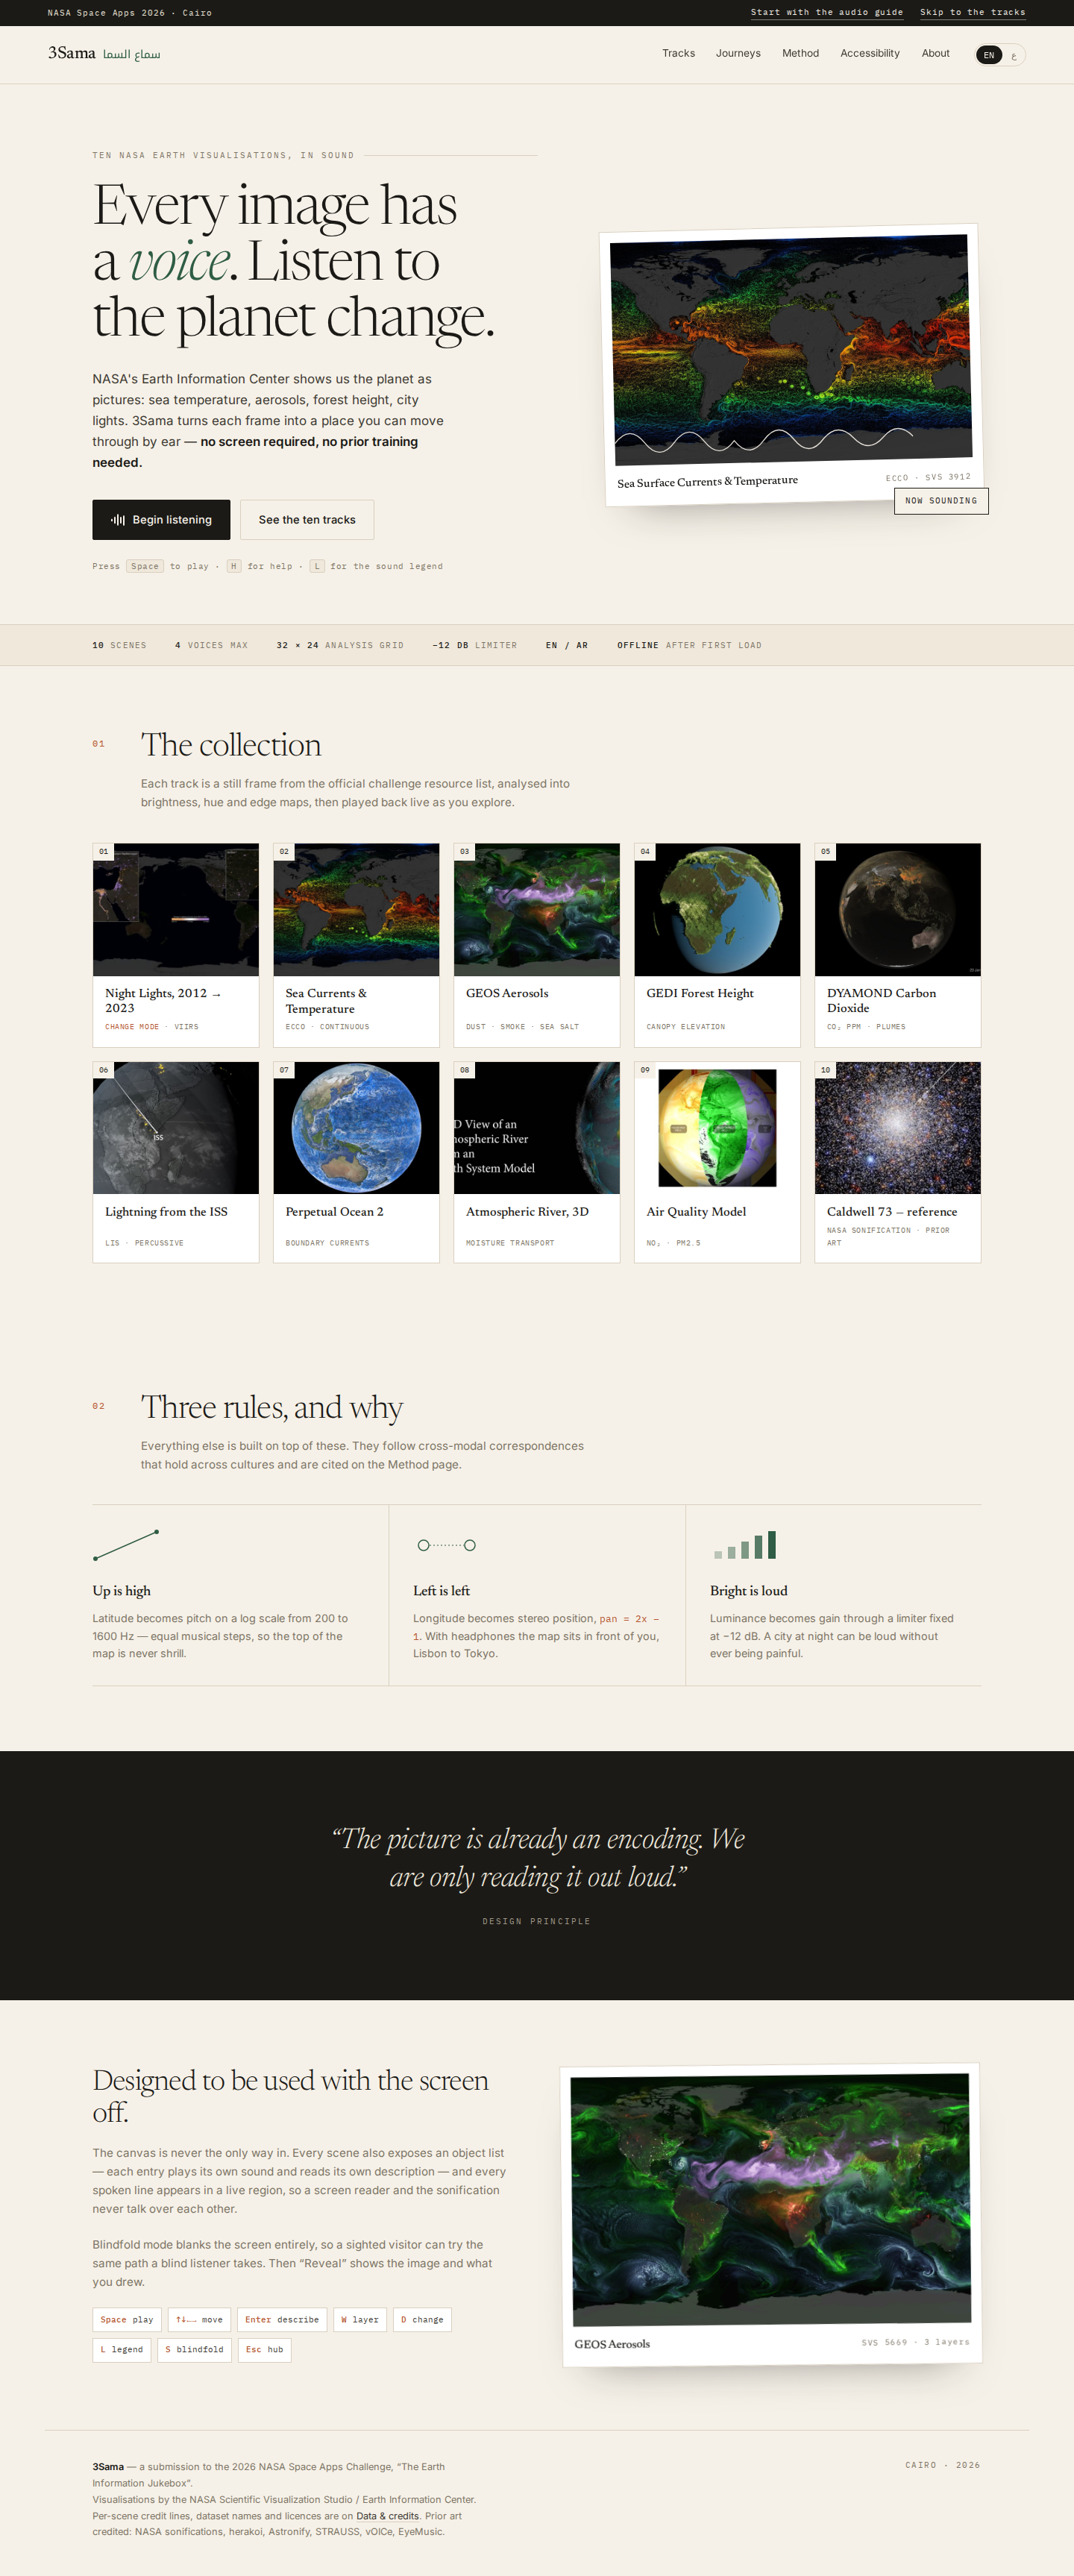 NASA Space Apps 2026 · Cairo
Start with the audio guide
Skip to the tracks
3Sama سماع السما
Tracks
Journeys
Method
Accessibility
About
EN
ع
TEN NASA EARTH VISUALISATIONS, IN SOUND
Every image has
a voice. Listen to
the planet change.
NASA's Earth Information Center shows us the planet as
pictures: sea temperature, aerosols, forest height, city
lights. 3Sama turns each frame into a place you can move
through by ear — no screen required, no prior training
needed.
Begin listening
See the ten tracks
Press Space to play · H for help · L for the sound legend
Sea Surface Currents & Temperature
ECCO · SVS 3912
NOW SOUNDING
10 SCENES
4 VOICES MAX
32 × 24 ANALYSIS GRID
−12 DB LIMITER
EN / AR
OFFLINE AFTER FIRST LOAD
01
The collection
Each track is a still frame from the official challenge resource list, analysed into
brightness, hue and edge maps, then played back live as you explore.
01
Night Lights, 2012 →
2023
CHANGE MODE · VIIRS
02
Sea Currents &
Temperature
ECCO · CONTINUOUS
03
GEOS Aerosols
DUST · SMOKE · SEA SALT
04
GEDI Forest Height
CANOPY ELEVATION
05
DYAMOND Carbon
Dioxide
CO₂ PPM · PLUMES
06
ISS
Lightning from the ISS
LIS · PERCUSSIVE
07
Perpetual Ocean 2
BOUNDARY CURRENTS
08
D View of an
nospheric River
n an
th System Model
Atmospheric River, 3D
MOISTURE TRANSPORT
09
Air Quality Model
NO₂ · PM2.5
10
Caldwell 73 — reference
NASA SONIFICATION · PRIOR
ART
02
Three rules, and why
Everything else is built on top of these. They follow cross-modal correspondences
that hold across cultures and are cited on the Method page.
Up is high
Latitude becomes pitch on a log scale from 200 to
1600 Hz — equal musical steps, so the top of the
map is never shrill.
Left is left
Longitude becomes stereo position, pan = 2x −
1. With headphones the map sits in front of you,
Lisbon to Tokyo.
Bright is loud
Luminance becomes gain through a limiter fixed
at −12 dB. A city at night can be loud without
ever being painful.
“The picture is already an encoding. We
are only reading it out loud.”
DESIGN PRINCIPLE
Designed to be used with the screen
off.
The canvas is never the only way in. Every scene also exposes an object list
— each entry plays its own sound and reads its own description — and every
spoken line appears in a live region, so a screen reader and the sonification
never talk over each other.
Blindfold mode blanks the screen entirely, so a sighted visitor can try the
same path a blind listener takes. Then “Reveal” shows the image and what
you drew.
Space play
↑↓←→ move
Enter describe
W layer
D change
L legend
S blindfold
Esc hub
GEOS Aerosols
SVS 5669 · 3 layers
3Sama — a submission to the 2026 NASA Space Apps Challenge, “The Earth
Information Jukebox”.
Visualisations by the NASA Scientific Visualization Studio / Earth Information Center.
Per-scene credit lines, dataset names and licences are on Data & credits. Prior art
credited: NASA sonifications, herakoi, Astronify, STRAUSS, vOICe, EyeMusic.
CAIRO · 2026